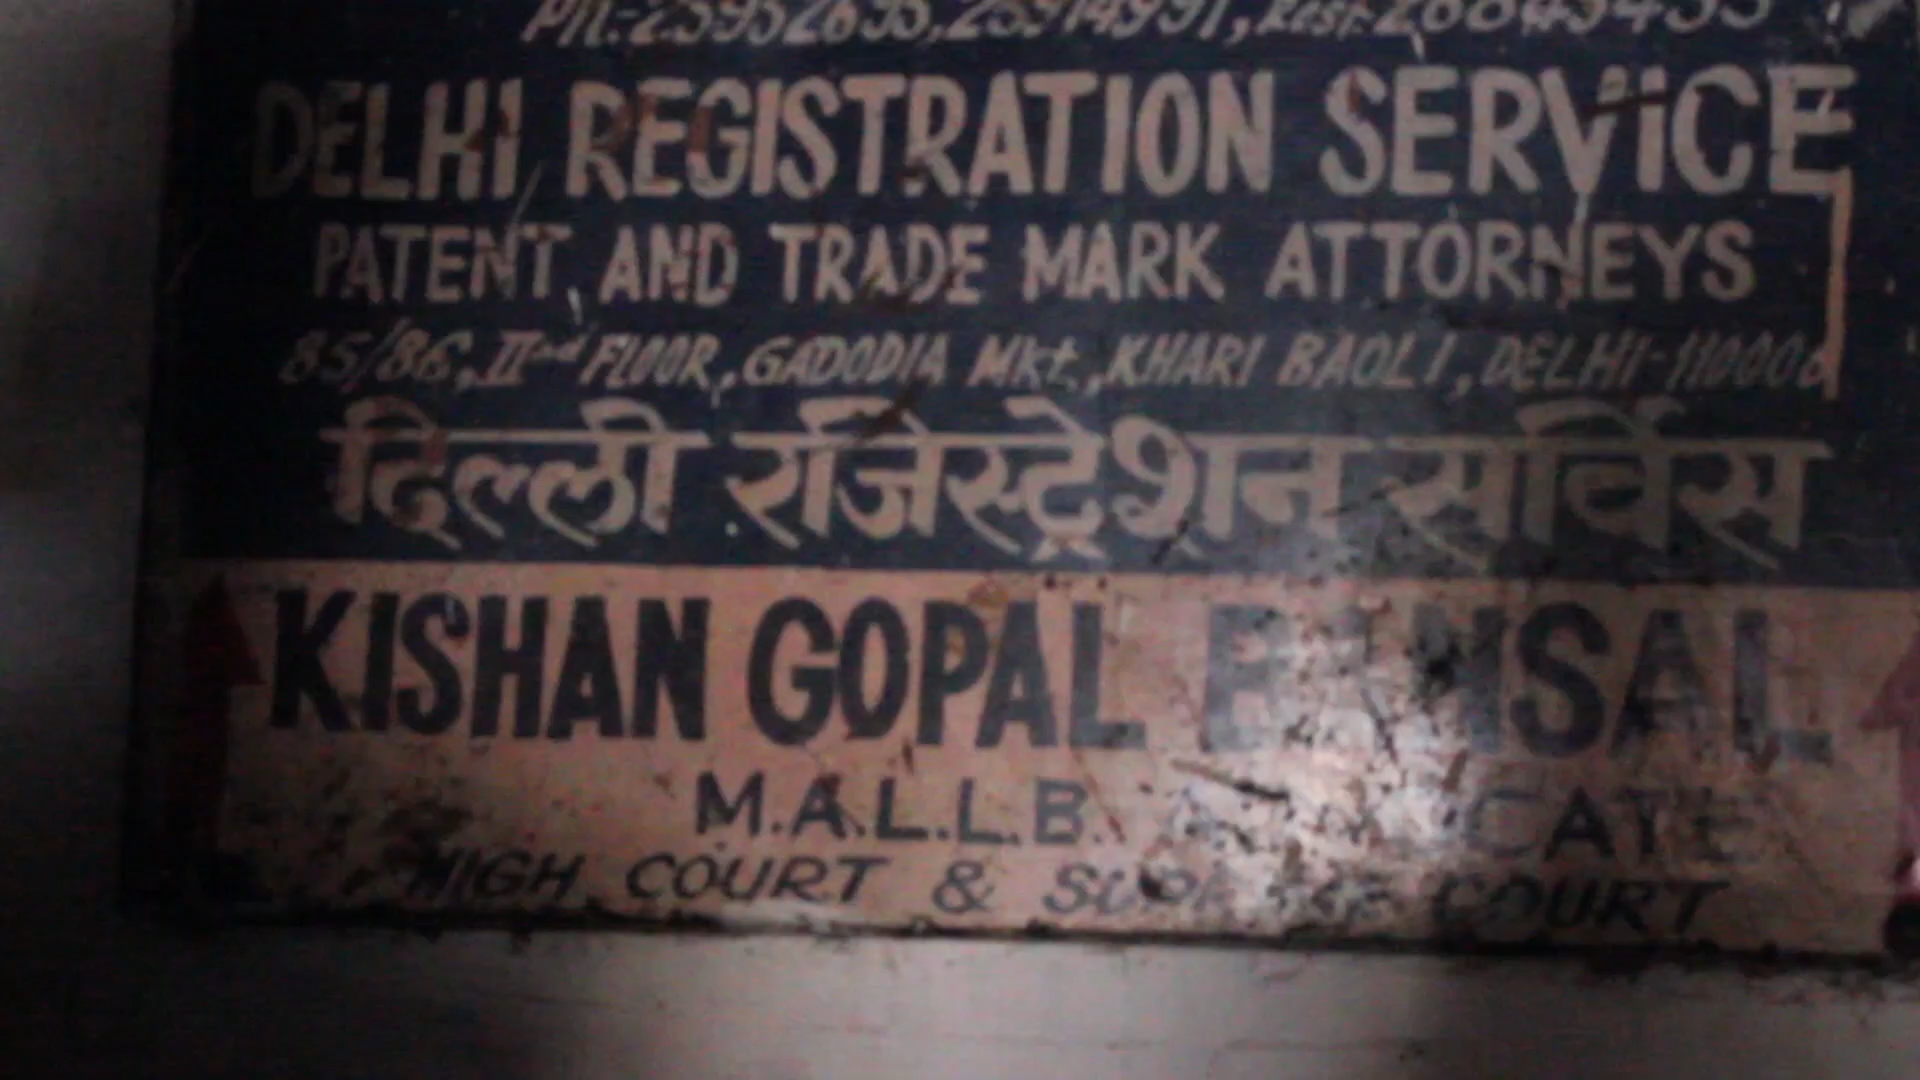 DELHI REGISTRATION SERVICE
PATENT AND TRADE MARK ATTORNEYS
85/86, IInd FLOOR, GADODIA Mkt., KHARI BAOLI, DELHI-110006
दिल्ली रजिस्ट्रेशन सर्विस
KISHAN GOPAL BANSAL
M.A.L.L.B. ADVOCATE
HIGH COURT & SUPREME COURT